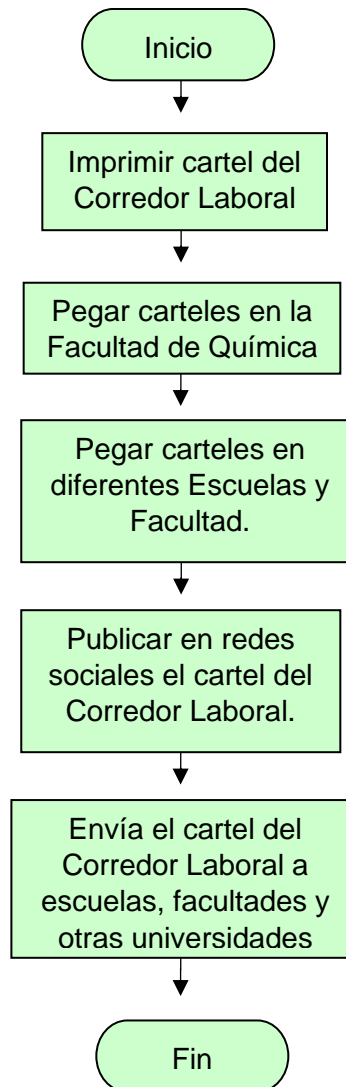 Inicio
Imprimir cartel del
Corredor Laboral
Pegar carteles en la
Facultad de Química
Pegar carteles en
diferentes Escuelas y
Facultad.
Publicar en redes
sociales el cartel del
Corredor Laboral.
Envía el cartel del
Corredor Laboral a
escuelas, facultades y
otras universidades
Fin